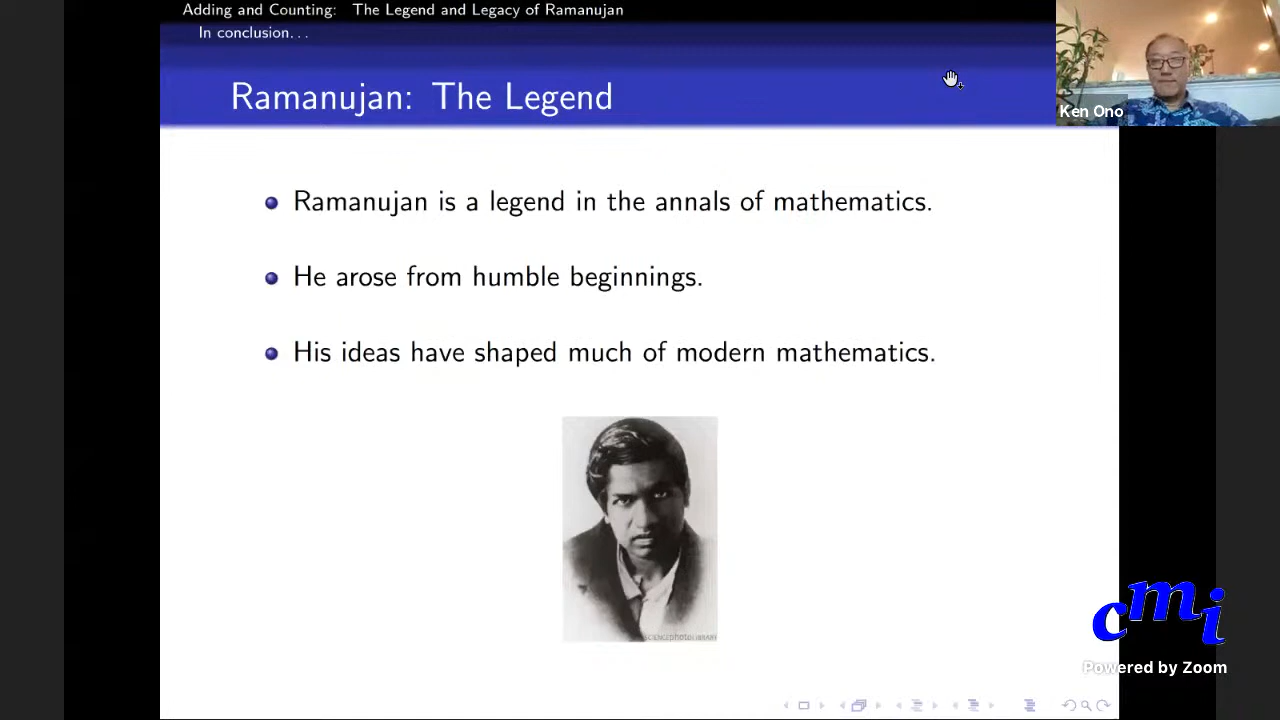 Adding and Counting: The Legend and Legacy of Ramanujan
In conclusion...
Ramanujan: The Legend
Ken Ono
Ramanujan is a legend in the annals of mathematics.
He arose from humble beginnings.
His ideas have shaped much of modern mathematics.
SCIENCEphotoLIBRARY
cmi
Powered by Zoom